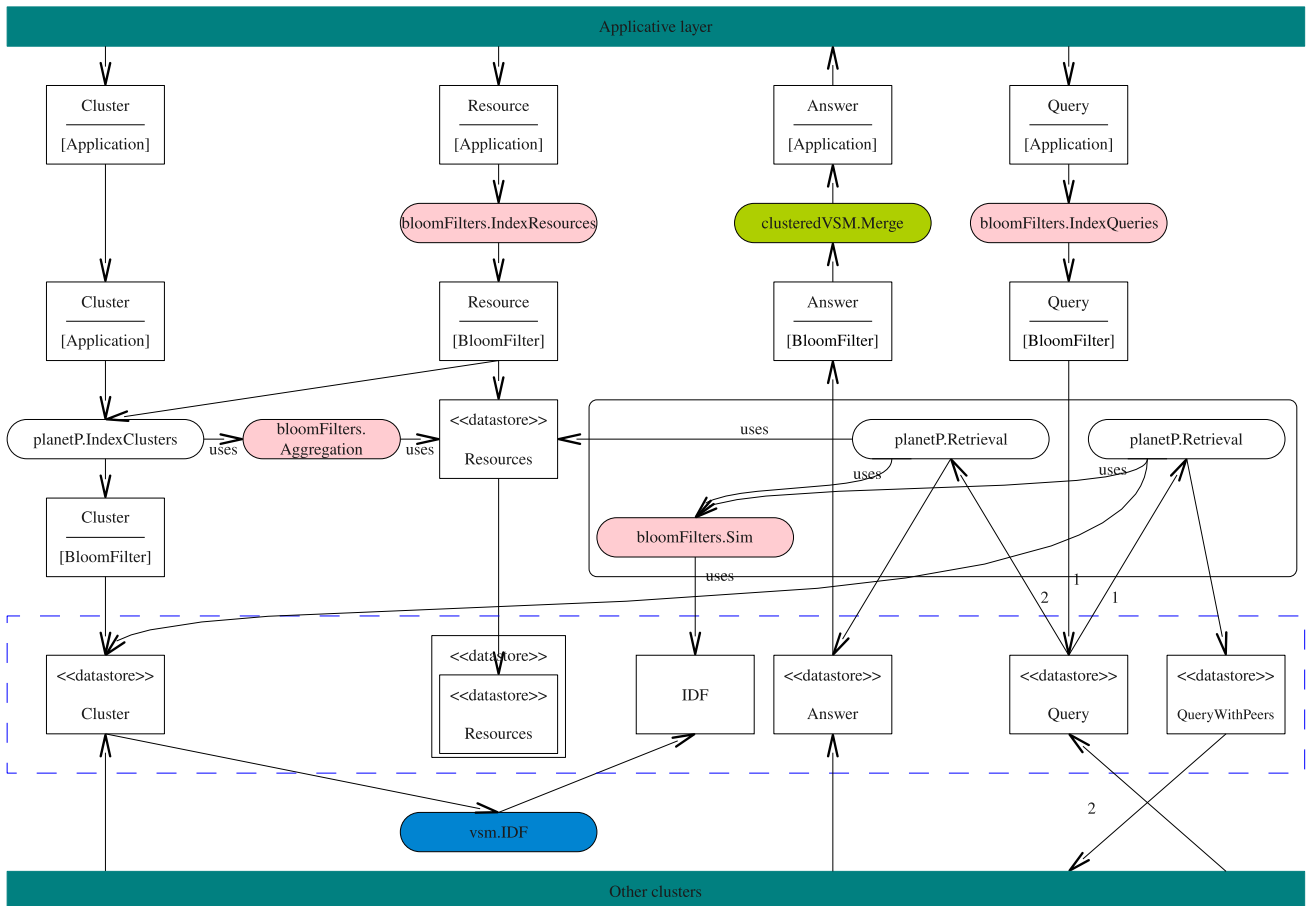 Applicative layer
Cluster
[Application]
Resource
[Application]
Answer
[Application]
Query
[Application]
bloomFilters.IndexResources
clusteredVSM.Merge
bloomFilters.IndexQueries
Cluster
[Application]
Resource
[BloomFilter]
Answer
[BloomFilter]
Query
[BloomFilter]
planetP.IndexClusters
uses
bloomFilters.
Aggregation
uses
<<datastore>>
Resources
uses
planetP.Retrieval
planetP.Retrieval
uses
uses
Cluster
[BloomFilter]
bloomFilters.Sim
uses
1
2
1
<<datastore>>
Cluster
<<datastore>>
<<datastore>>
Resources
IDF
<<datastore>>
Answer
<<datastore>>
Query
<<datastore>>
QueryWithPeers
2
vsm.IDF
Other clusters